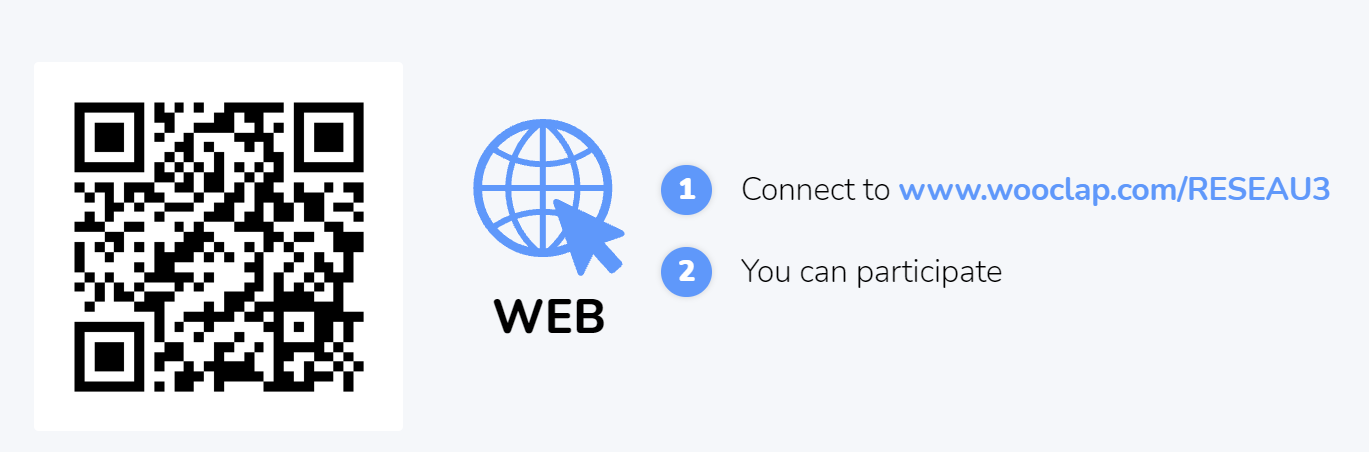 1 Connect to www.wooclap.com/RESEAU3
2 You can participate
WEB